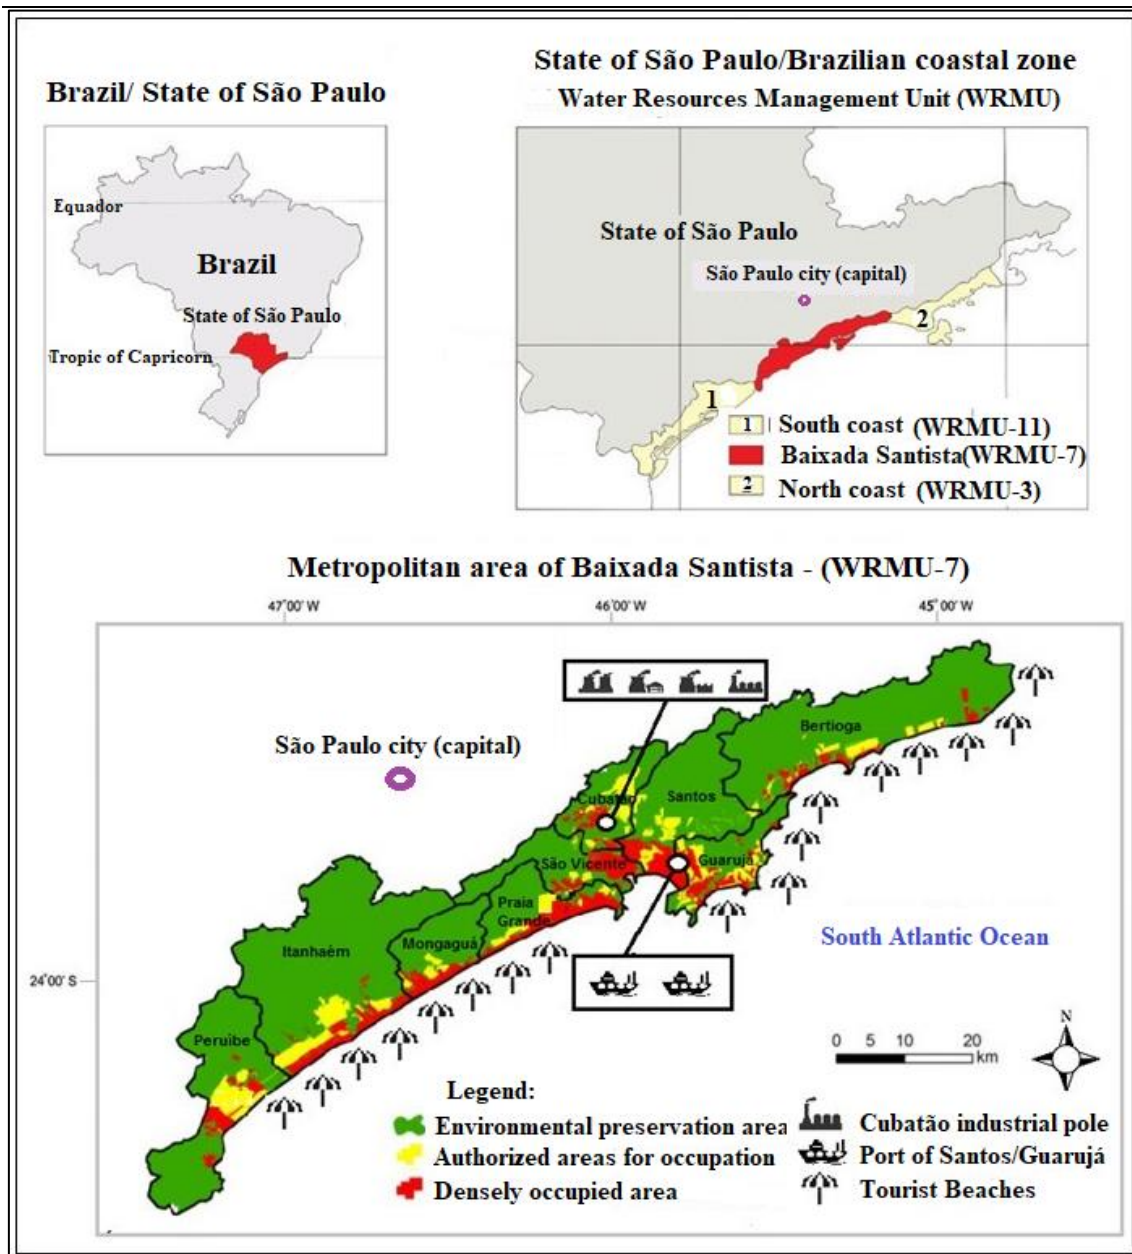 Brazil/ State of São Paulo
Equador
Brazil
State of São Paulo
Tropic of Capricorn
State of São Paulo/Brazilian coastal zone
Water Resources Management Unit (WRMU)
State of São Paulo
São Paulo city (capital)
2
1
1 South coast (WRMU-11)
Baixada Santista(WRMU-7)
2 North coast (WRMU-3)
Metropolitan area of Baixada Santista - (WRMU-7)
47°00' W
46°00' W
45°00' W
Bertioga
São Paulo city (capital)
Cubatão
Santos
São Vicente
Guarujá
Praia
Grande
Mongaguá
Itanhaém
South Atlantic Ocean
24°00' S
Peruíbe
N
0 5 10 20
km
Legend:
Environmental preservation area
Authorized areas for occupation
Densely occupied area
Cubatão industrial pole
Port of Santos/Guarujá
Tourist Beaches